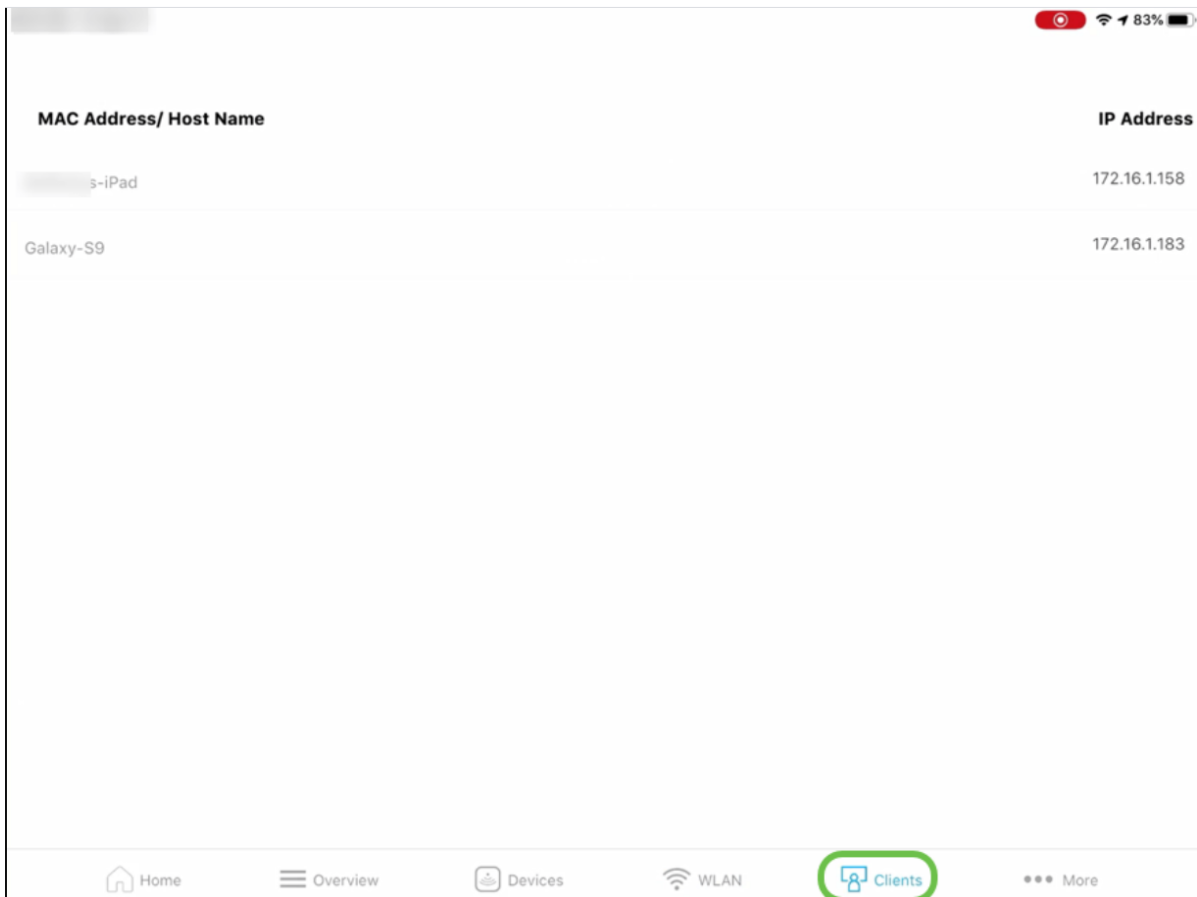 83%
MAC Address/ Host Name IP Address
s-iPad 172.16.1.158
Galaxy-S9 172.16.1.183
Home Overview Devices WLAN Clients More